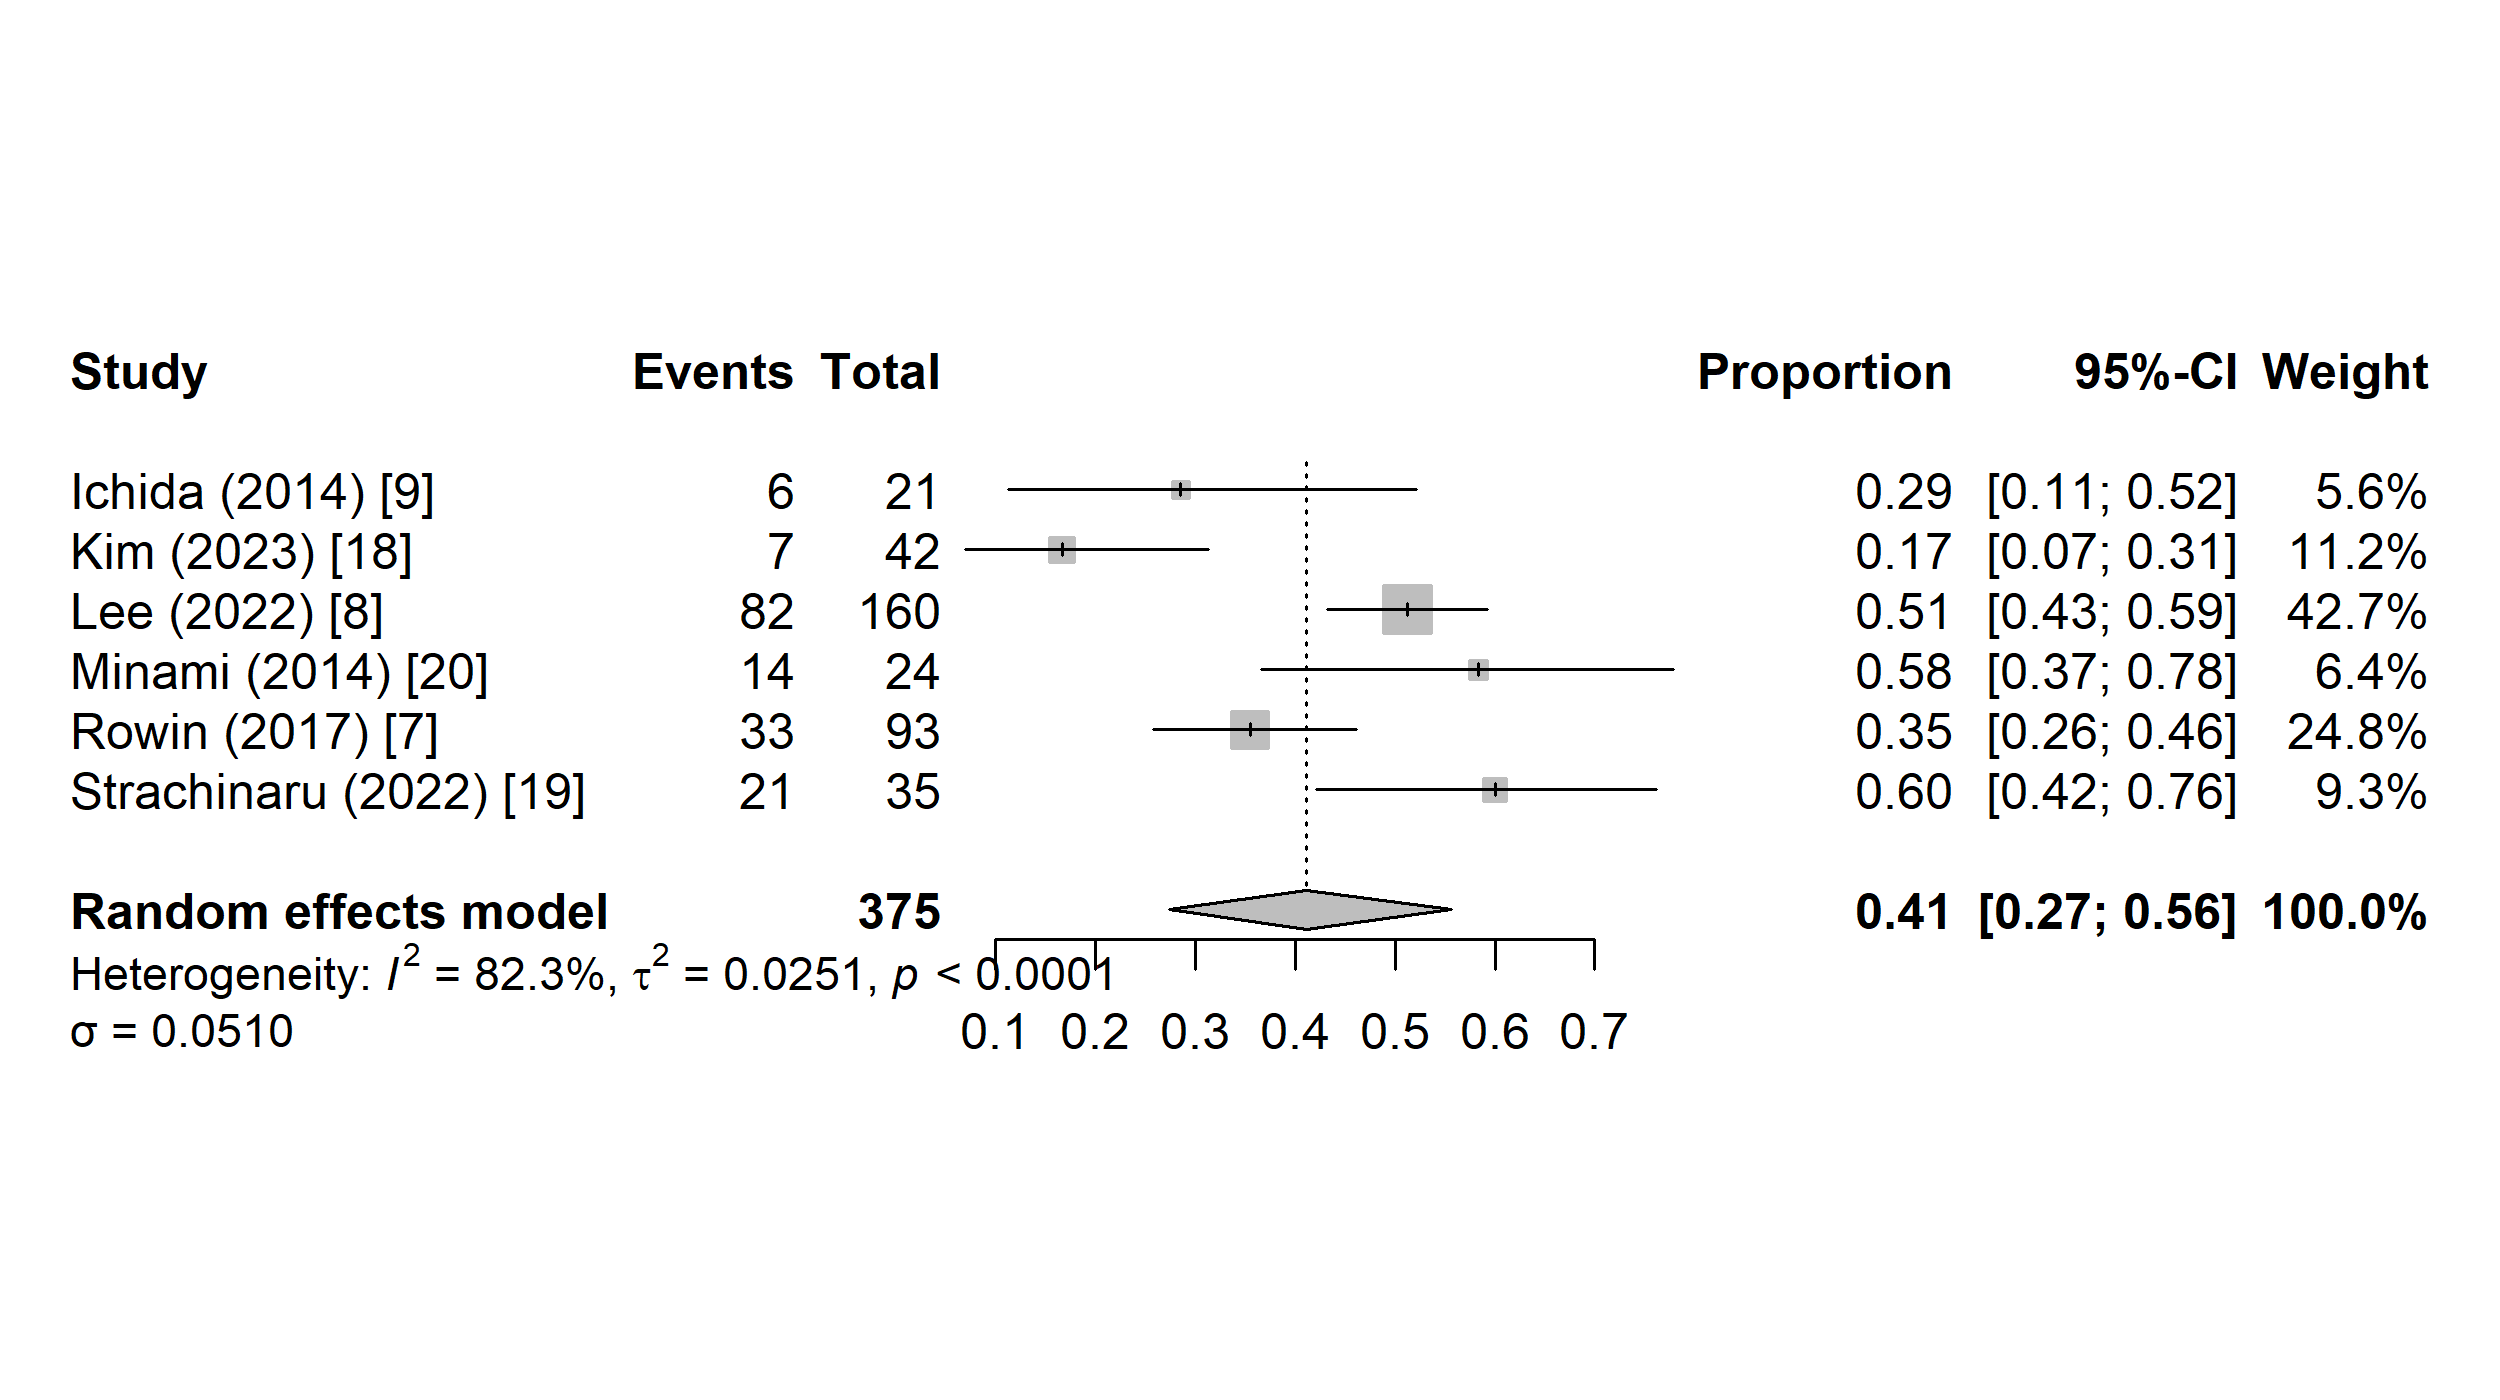 Study Events Total Proportion 95%-CI Weight
Ichida (2014) [9] 6 21 0.29 [0.11; 0.52] 5.6%
Kim (2023) [18] 7 42 0.17 [0.07; 0.31] 11.2%
Lee (2022) [8] 82 160 0.51 [0.43; 0.59] 42.7%
Minami (2014) [20] 14 24 0.58 [0.37; 0.78] 6.4%
Rowin (2017) [7] 33 93 0.35 [0.26; 0.46] 24.8%
Strachinaru (2022) [19] 21 35 0.60 [0.42; 0.76] 9.3%
Random effects model 375 0.41 [0.27; 0.56] 100.0%
Heterogeneity: I² = 82.3%, τ² = 0.0251, p < 0.0001
σ = 0.0510 0.1 0.2 0.3 0.4 0.5 0.6 0.7